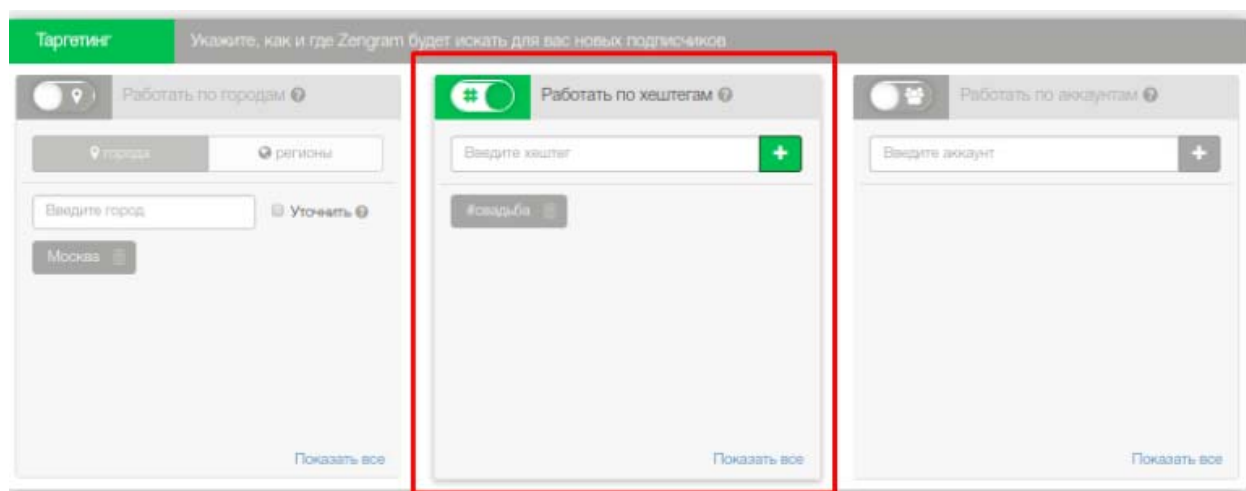 Таргетинг
Укажите, как и где Zengram будет искать для вас новых подписчиков
Работать по городам
города
регионы
Введите город
Уточнить
Москва
Показать все
#
Работать по хештегам
Введите хештег
+
#свадьба
Показать все
Работать по аккаунтам
Введите аккаунт
+
Показать все